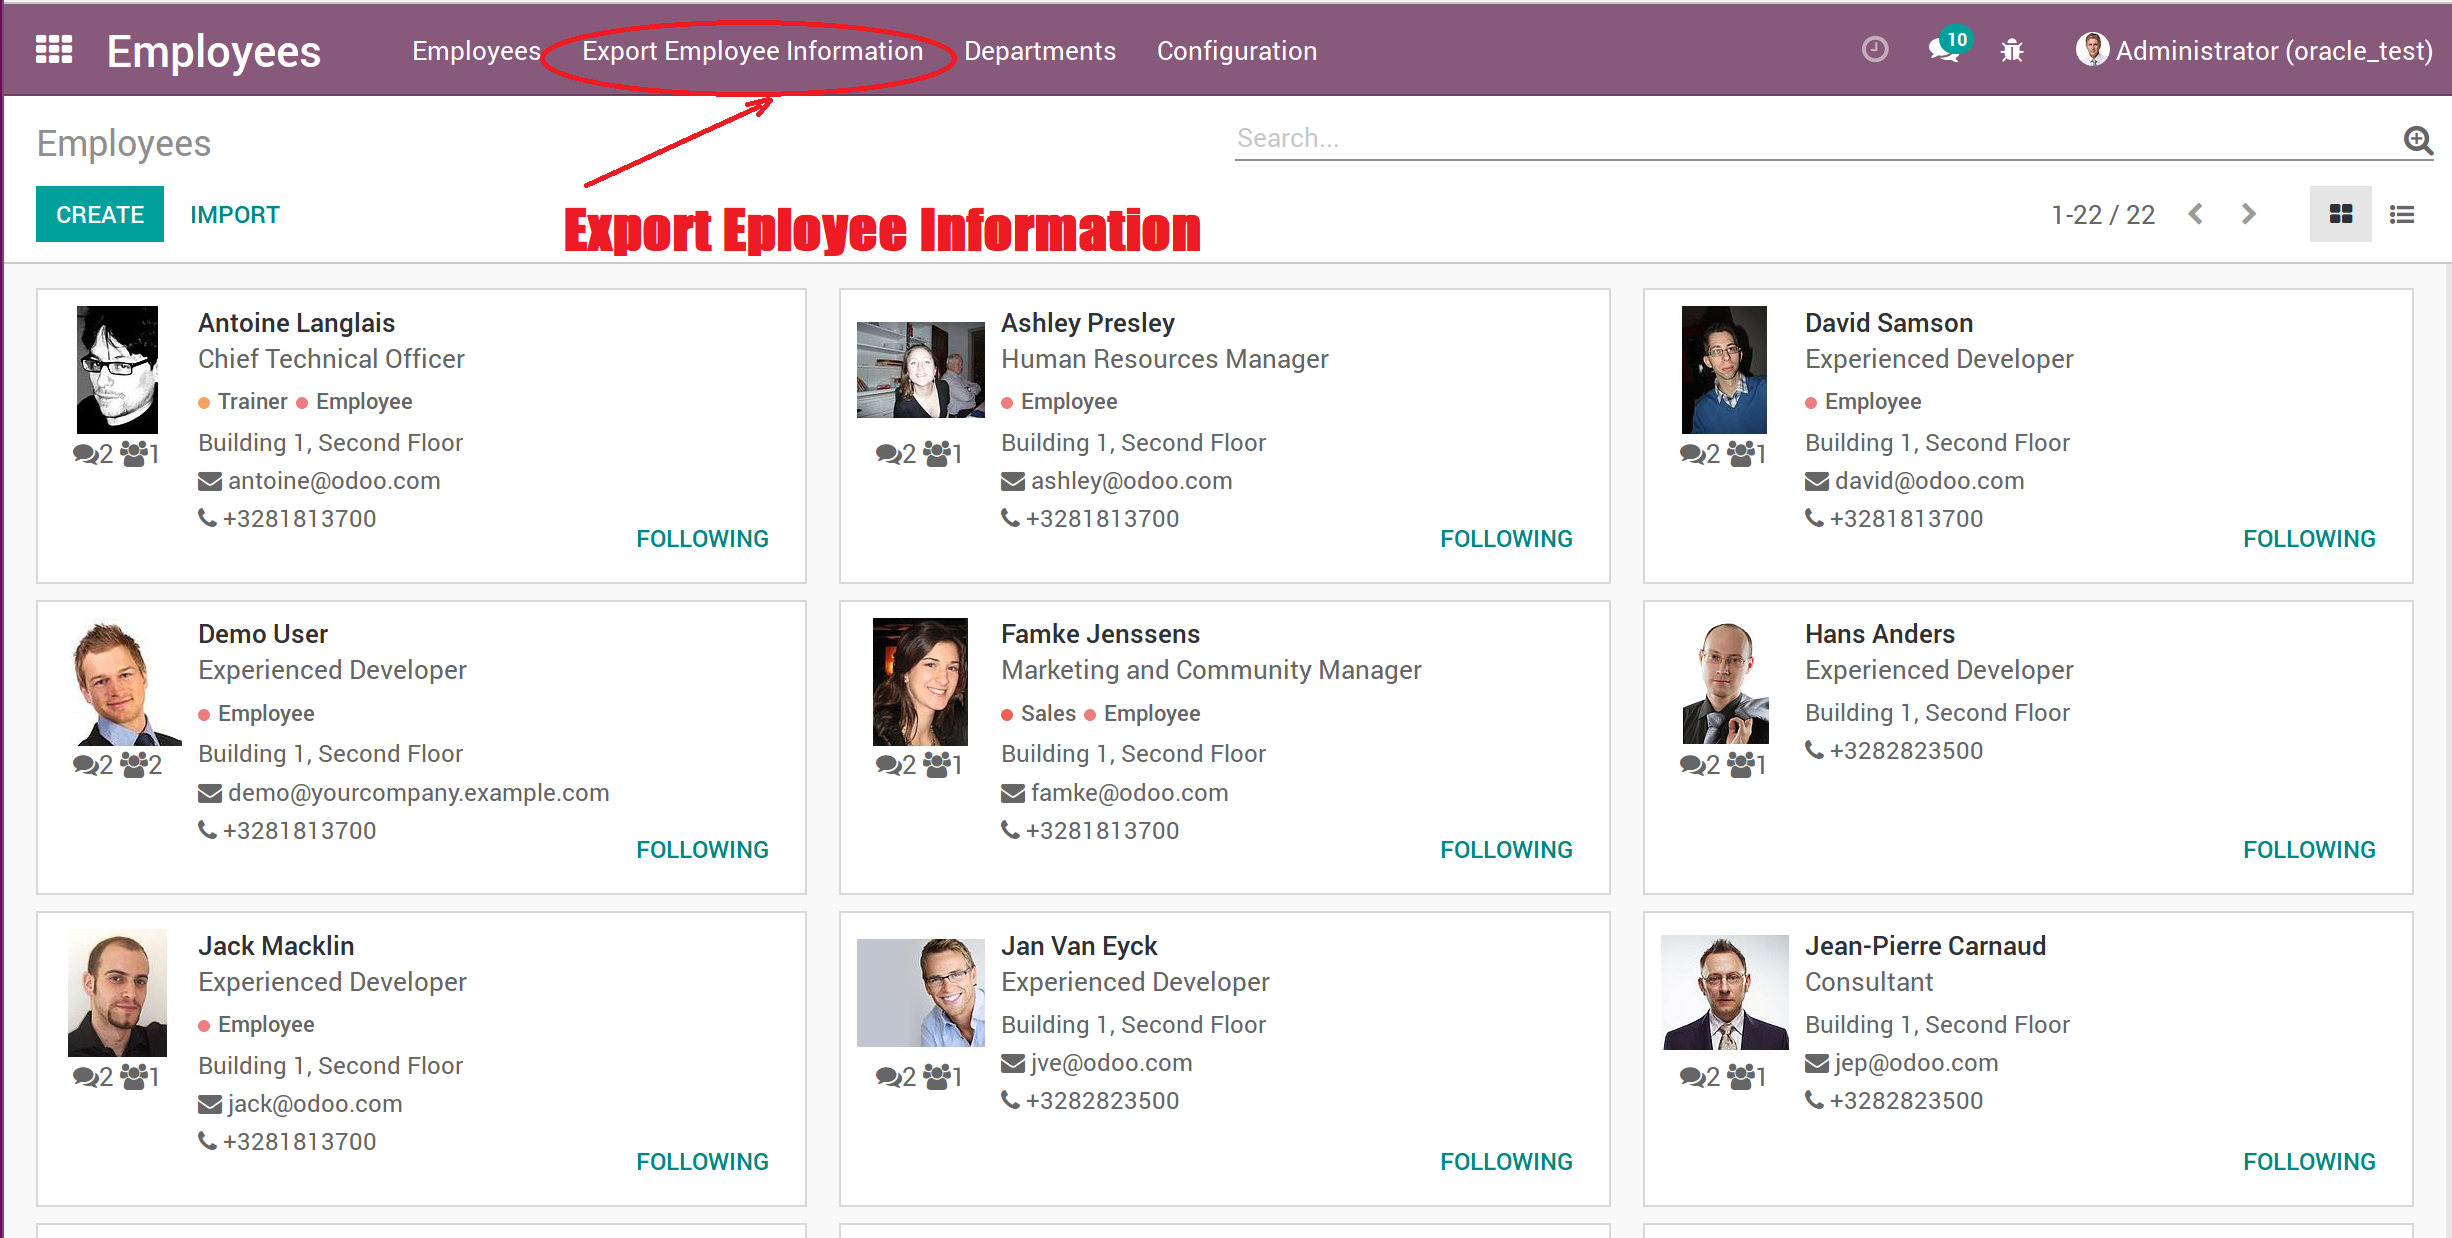 Employees Employees Export Employee Information Departments Configuration 10 Administrator (oracle_test)
Employees Search...
CREATE IMPORT 1-22 / 22
Export Eployee Information
Antoine Langlais
Chief Technical Officer
Trainer Employee
Building 1, Second Floor
2 1
antoine@odoo.com
+3281813700
FOLLOWING
Ashley Presley
Human Resources Manager
Employee
Building 1, Second Floor
2 1
ashley@odoo.com
+3281813700
FOLLOWING
David Samson
Experienced Developer
Employee
Building 1, Second Floor
2 1
david@odoo.com
+3281813700
FOLLOWING
Demo User
Experienced Developer
Employee
Building 1, Second Floor
2 2
demo@yourcompany.example.com
+3281813700
FOLLOWING
Famke Jenssens
Marketing and Community Manager
Sales Employee
Building 1, Second Floor
2 1
famke@odoo.com
+3281813700
FOLLOWING
Hans Anders
Experienced Developer
Building 1, Second Floor
+3282823500
2 1
FOLLOWING
Jack Macklin
Experienced Developer
Employee
Building 1, Second Floor
2 1
jack@odoo.com
+3281813700
FOLLOWING
Jan Van Eyck
Experienced Developer
Building 1, Second Floor
jve@odoo.com
2 1
+3282823500
FOLLOWING
Jean-Pierre Carnaud
Consultant
Building 1, Second Floor
jep@odoo.com
2 1
+3282823500
FOLLOWING